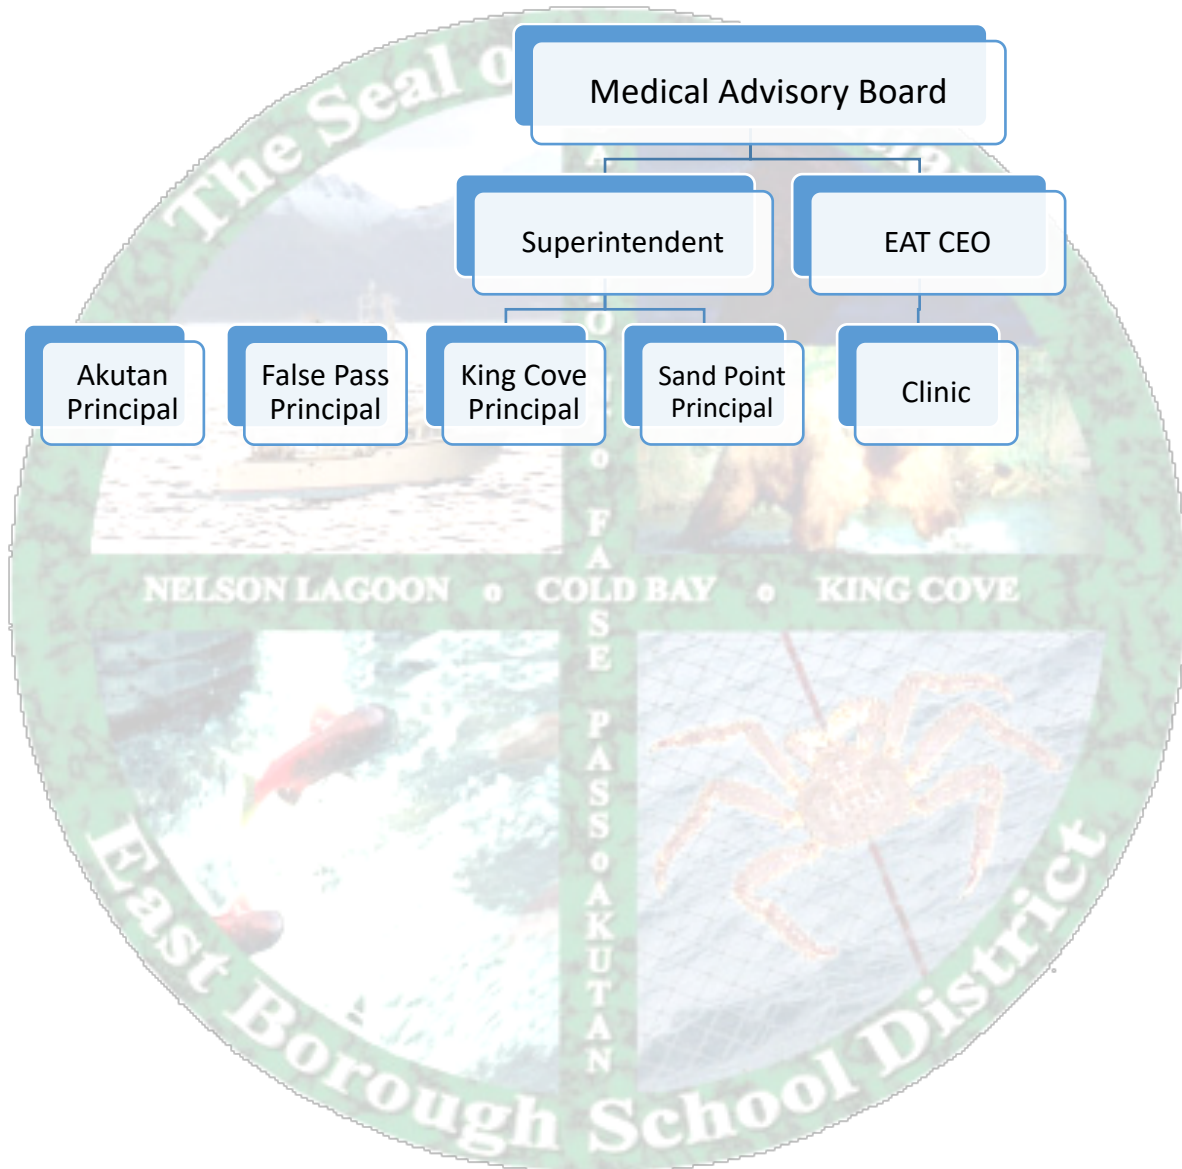 The Seal o
Medical Advisory Board
Superintendent
EAT CEO
Akutan
Principal
False Pass
Principal
King Cove
Principal
Sand Point
Principal
Clinic
NELSON LAGOON o COLD BAY o KING COVE
FALSE PASS o AKUTAN
East Borough School District